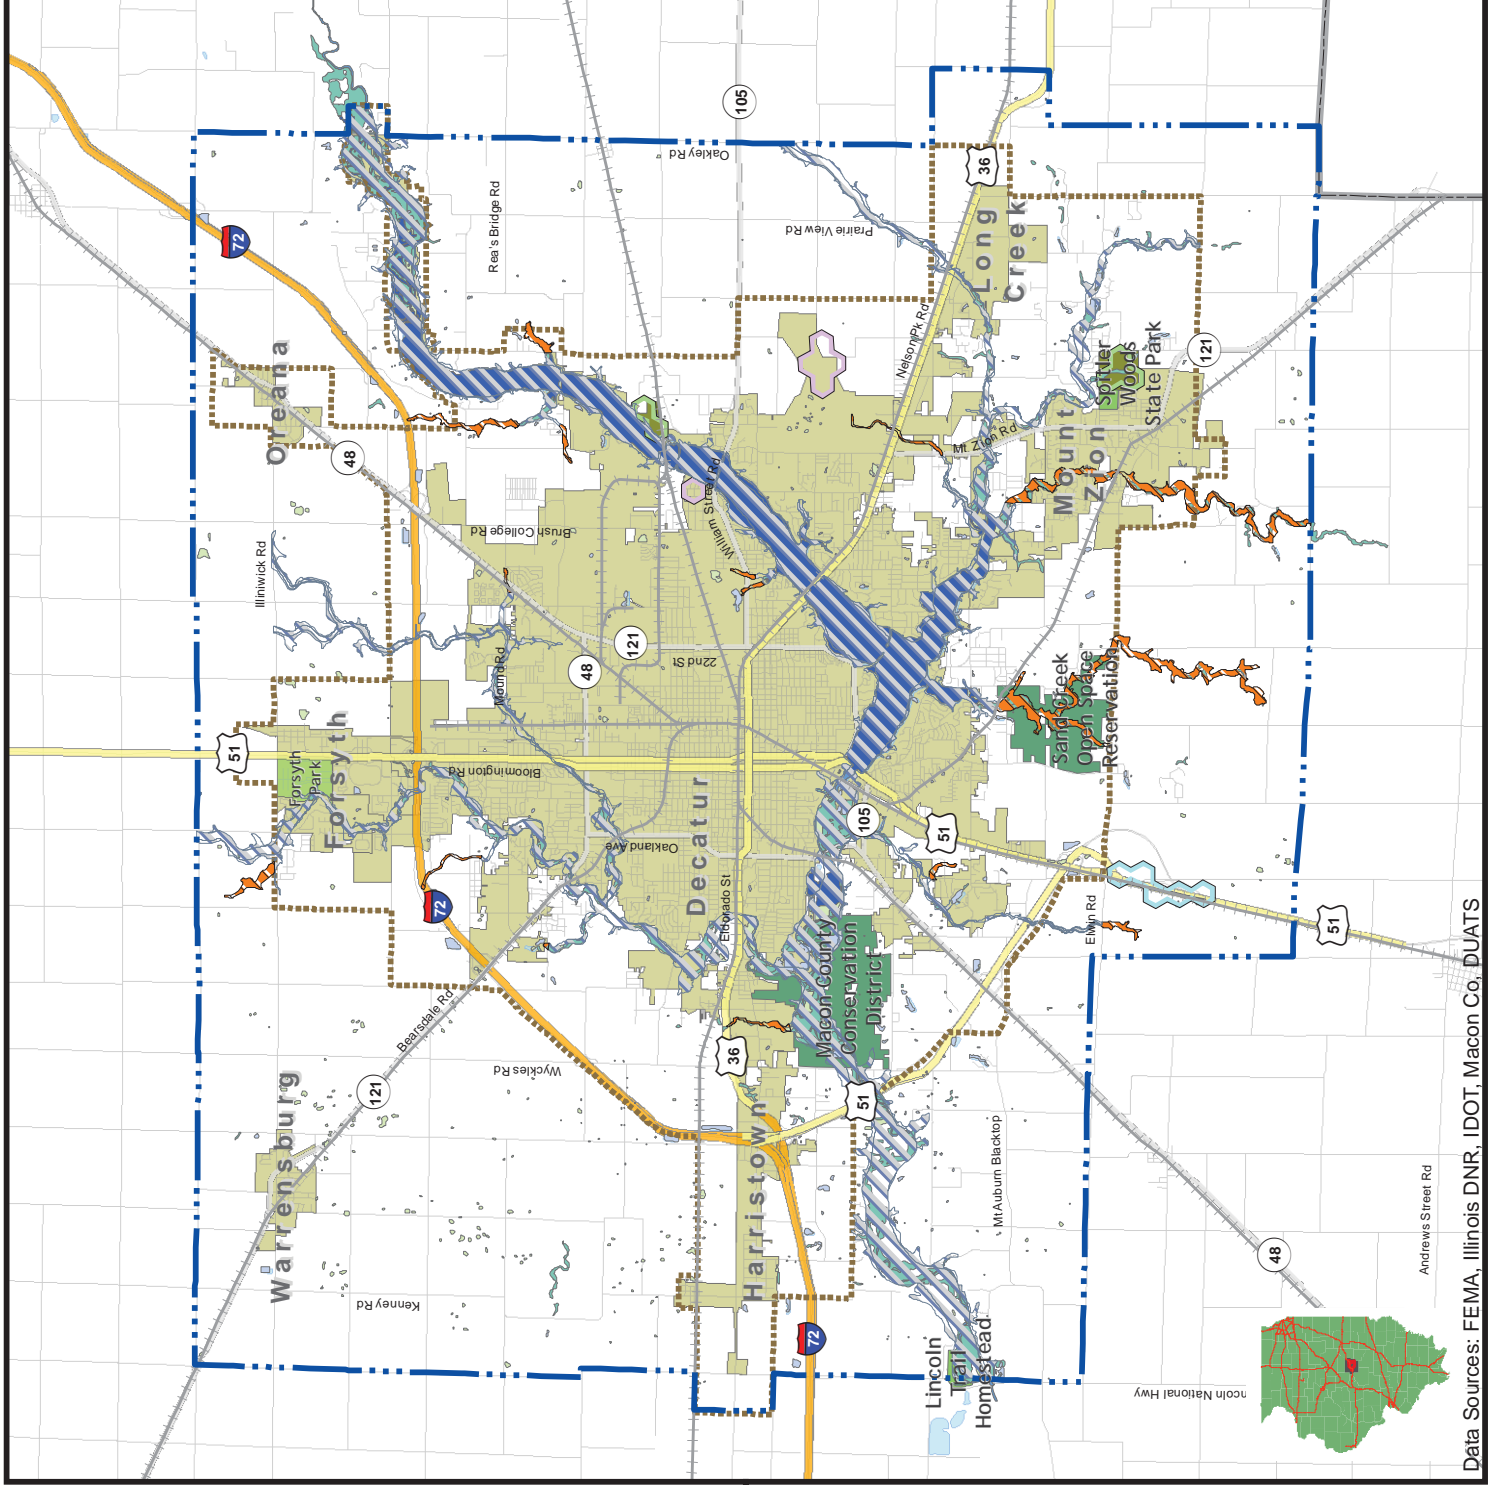 105
Oakley Rd
36
72
Rea's Bridge Rd
Prairie View Rd
Long
Creek
Oreana
48
Nelson Pk Rd
121
Spitler
Woods
State Park
Mt Zion Rd
Mount
Zion
Brush College Rd
William Street Rd
Illiniwick Rd
121
48
22nd St
Mound Rd
Sand Creek
Open Space
Reservation
51
Forsyth
Park
Forsyth
Bloomington Rd
Decatur
Oakland Ave
105
51
72
Eldorado St
Elwin Rd
51
Macon County
Conservation
District
Bearsdale Rd
36
Wyckles Rd
121
51
Warrensburg
Harristown
Mt Auburn Blacktop
Kenney Rd
72
48
Andrews Street Rd
Lincoln
Trail
Homestead
ncoln National Hwy
Data Sources: FEMA, Illinois DNR, IDOT, Macon Co, DUATS